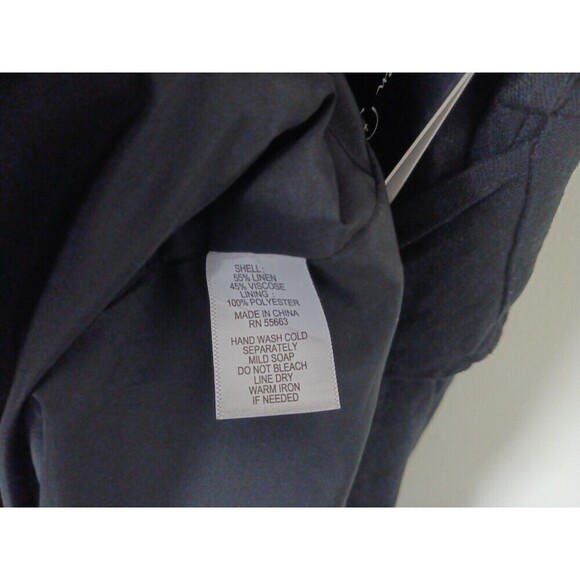 SHELL :
55% LINEN
45% VISCOSE
LINING :
100% POLYESTER
MADE IN CHINA
RN 55663
HAND WASH COLD
SEPARATELY
MILD SOAP
DO NOT BLEACH
LINE DRY
WARM IRON
IF NEEDED